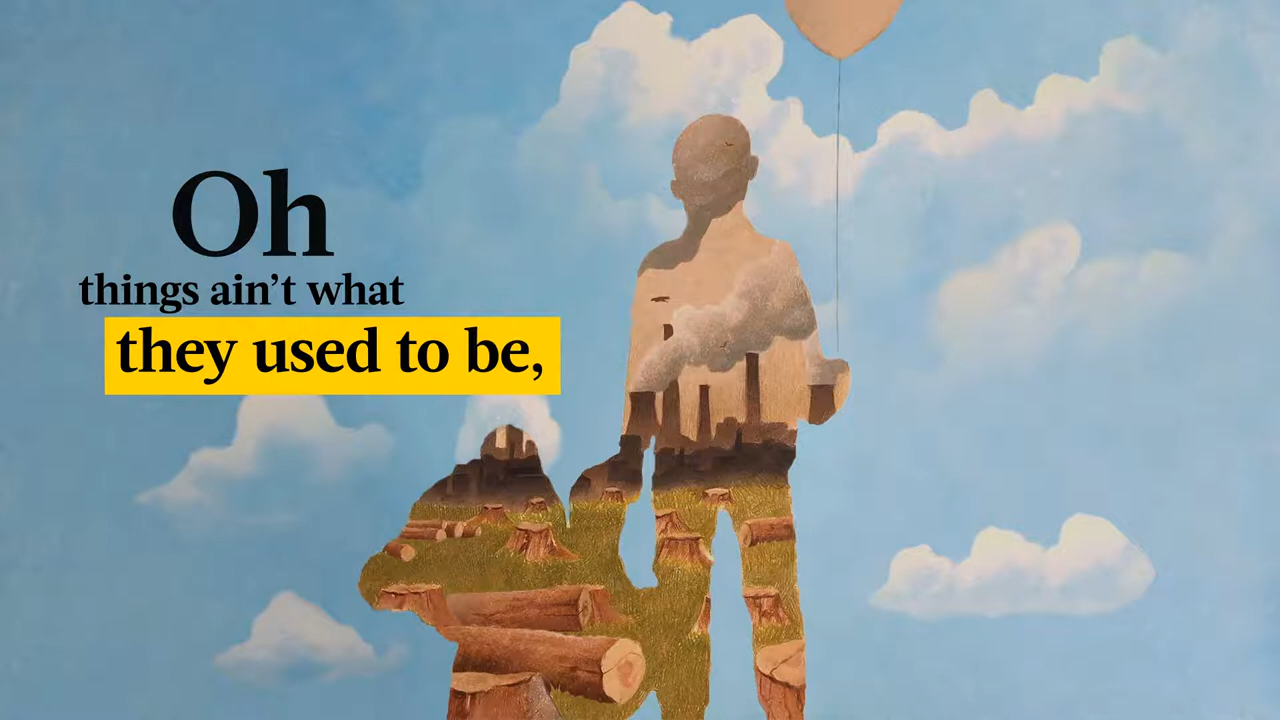 Oh
things ain’t what
they used to be,